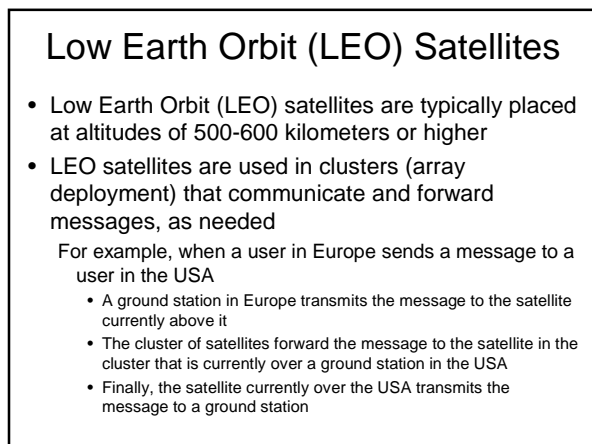 Low Earth Orbit (LEO) Satellites
• Low Earth Orbit (LEO) satellites are typically placed
at altitudes of 500-600 kilometers or higher
• LEO satellites are used in clusters (array
deployment) that communicate and forward
messages, as needed
For example, when a user in Europe sends a message to a
user in the USA
• A ground station in Europe transmits the message to the satellite
currently above it
• The cluster of satellites forward the message to the satellite in the
cluster that is currently over a ground station in the USA
• Finally, the satellite currently over the USA transmits the
message to a ground station